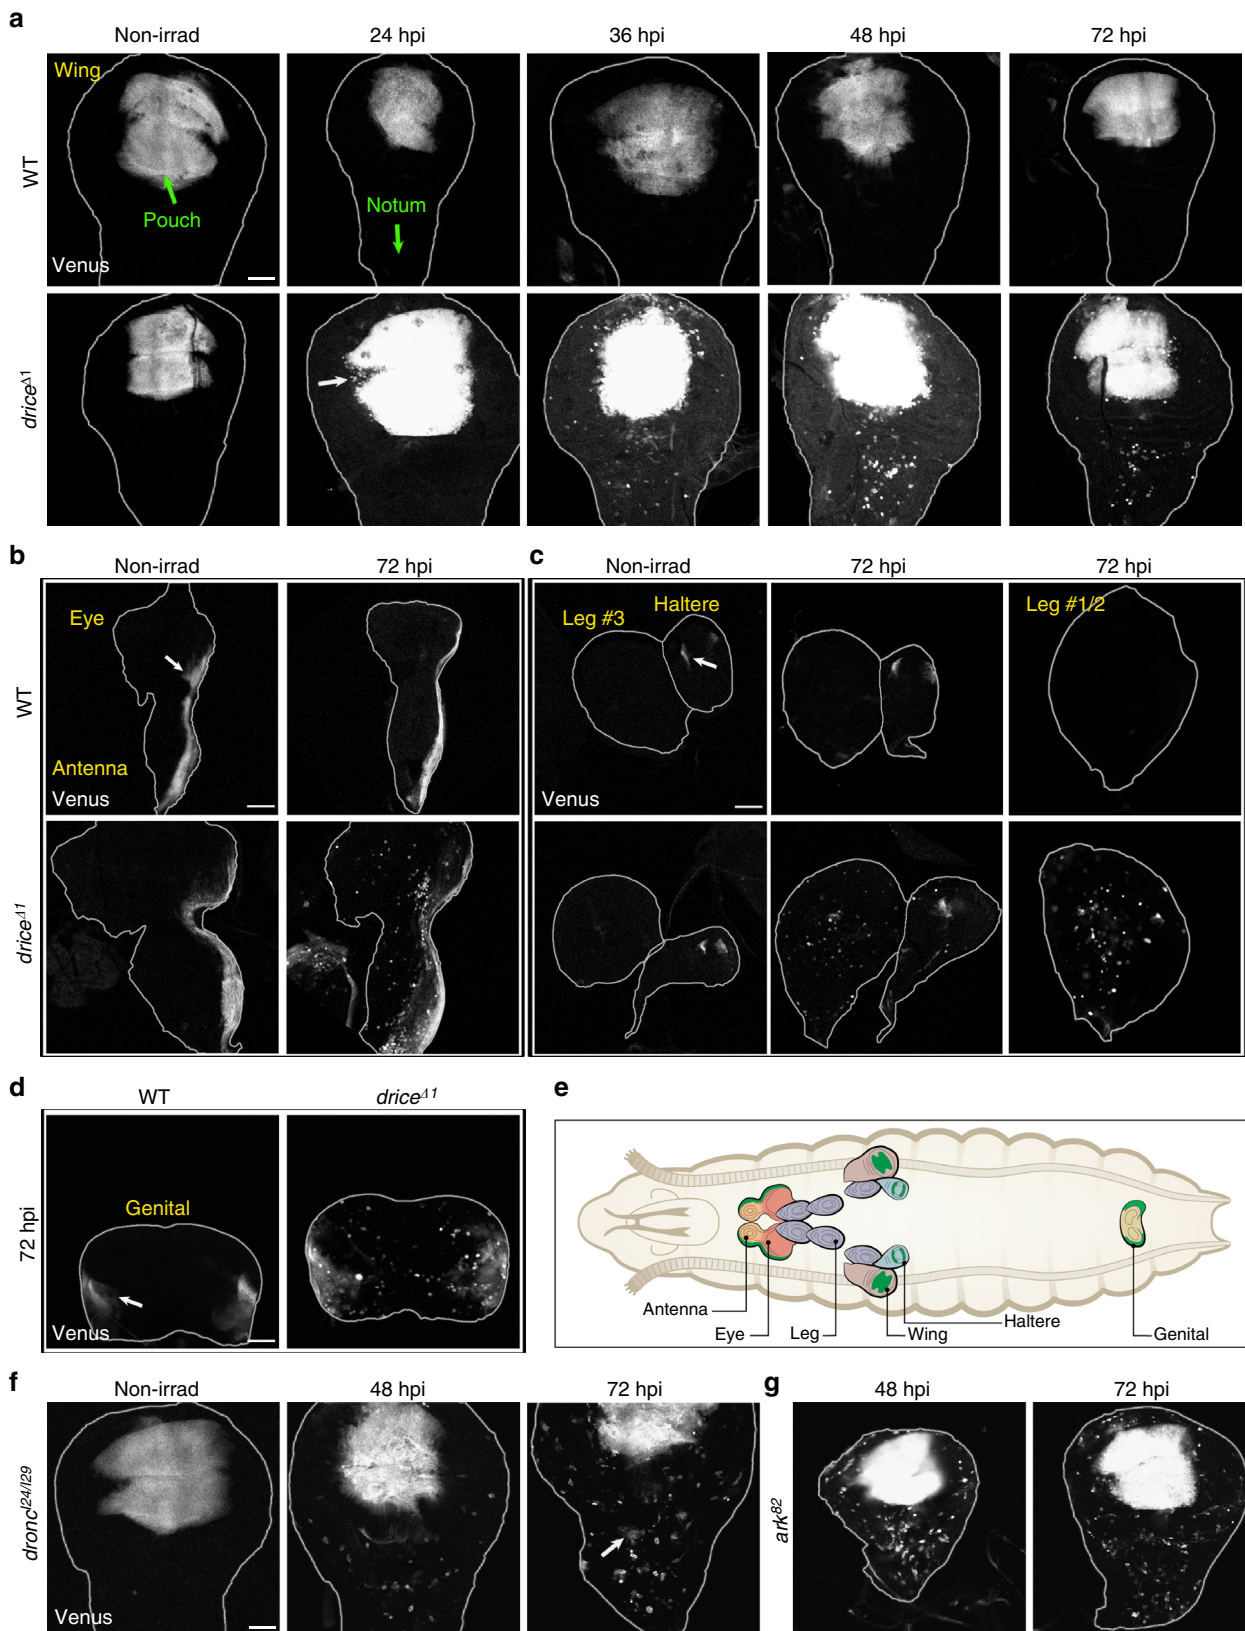 a
Non-irrad 24 hpi 36 hpi 48 hpi 72 hpi
WT
Wing
Pouch
Notum
Venus
drice^Δ1
b
Non-irrad 72 hpi
WT
Eye
Antenna
Venus
drice^Δ1
c
Non-irrad 72 hpi 72 hpi
Leg #3
Haltere
Leg #1/2
Venus
d
WT drice^Δ1
72 hpi
Genital
Venus
e
Antenna
Eye
Leg
Wing
Haltere
Genital
f
Non-irrad 48 hpi 72 hpi
dronc^I24/I29
Venus
g
48 hpi 72 hpi
ark^82